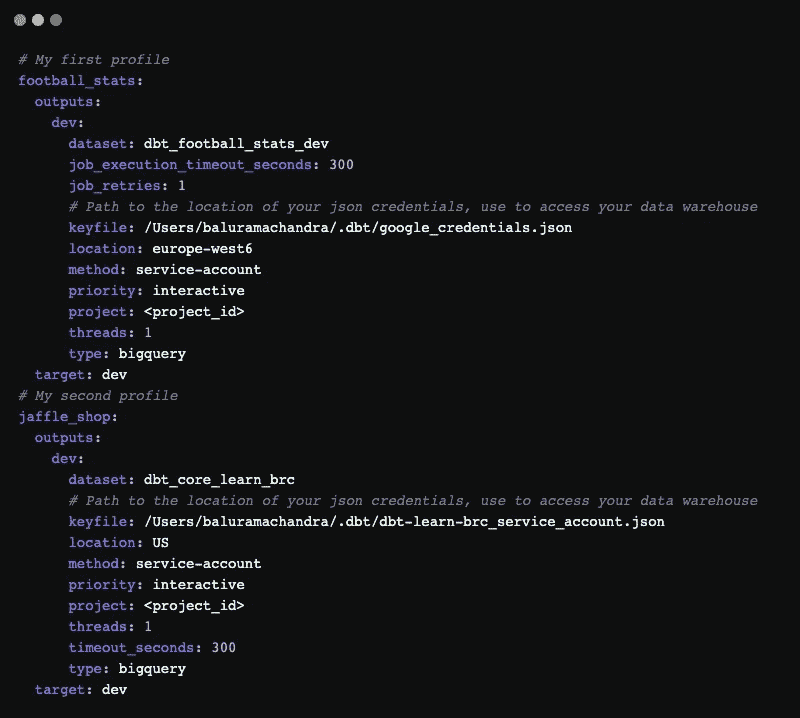 # My first profile
football_stats:
  outputs:
    dev:
      dataset: dbt_football_stats_dev
      job_execution_timeout_seconds: 300
      job_retries: 1
      # Path to the location of your json credentials, use to access your data warehouse
      keyfile: /Users/baluramachandra/.dbt/google_credentials.json
      location: europe-west6
      method: service-account
      priority: interactive
      project: <project_id>
      threads: 1
      type: bigquery
  target: dev
# My second profile
jaffle_shop:
  outputs:
    dev:
      dataset: dbt_core_learn_brc
      # Path to the location of your json credentials, use to access your data warehouse
      keyfile: /Users/baluramachandra/.dbt/dbt-learn-brc_service_account.json
      location: US
      method: service-account
      priority: interactive
      project: <project_id>
      threads: 1
      timeout_seconds: 300
      type: bigquery
  target: dev